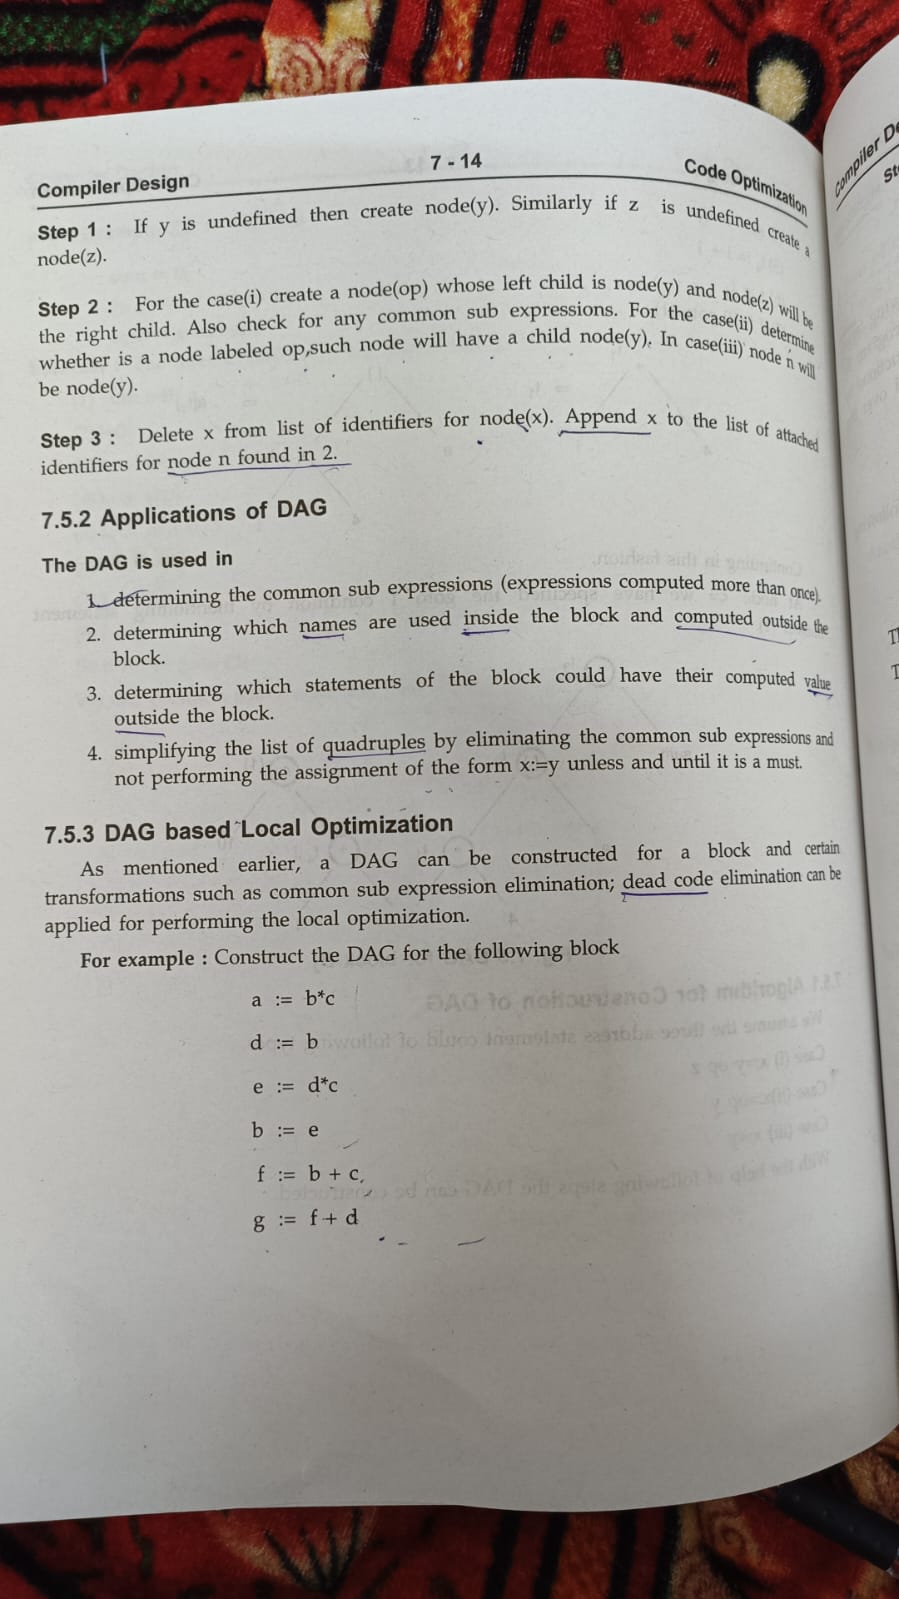 Compiler Design 7 - 14 Code Optimization
Step 1 : If y is undefined then create node(y). Similarly if z is undefined create a
node(z).
Step 2 : For the case(i) create a node(op) whose left child is node(y) and node(z) will be
the right child. Also check for any common sub expressions. For the case(ii) determine
whether is a node labeled op,such node will have a child node(y). In case(iii) node n will
be node(y).
Step 3 : Delete x from list of identifiers for node(x). Append x to the list of attached
identifiers for node n found in 2.
7.5.2 Applications of DAG
The DAG is used in
1. determining the common sub expressions (expressions computed more than once).
2. determining which names are used inside the block and computed outside the
block.
3. determining which statements of the block could have their computed value
outside the block.
4. simplifying the list of quadruples by eliminating the common sub expressions and
not performing the assignment of the form x:=y unless and until it is a must.
7.5.3 DAG based Local Optimization
As mentioned earlier, a DAG can be constructed for a block and certain
transformations such as common sub expression elimination; dead code elimination can be
applied for performing the local optimization.
For example : Construct the DAG for the following block
a := b*c
d := b
e := d*c
b := e
f := b + c
g := f + d
Compiler De